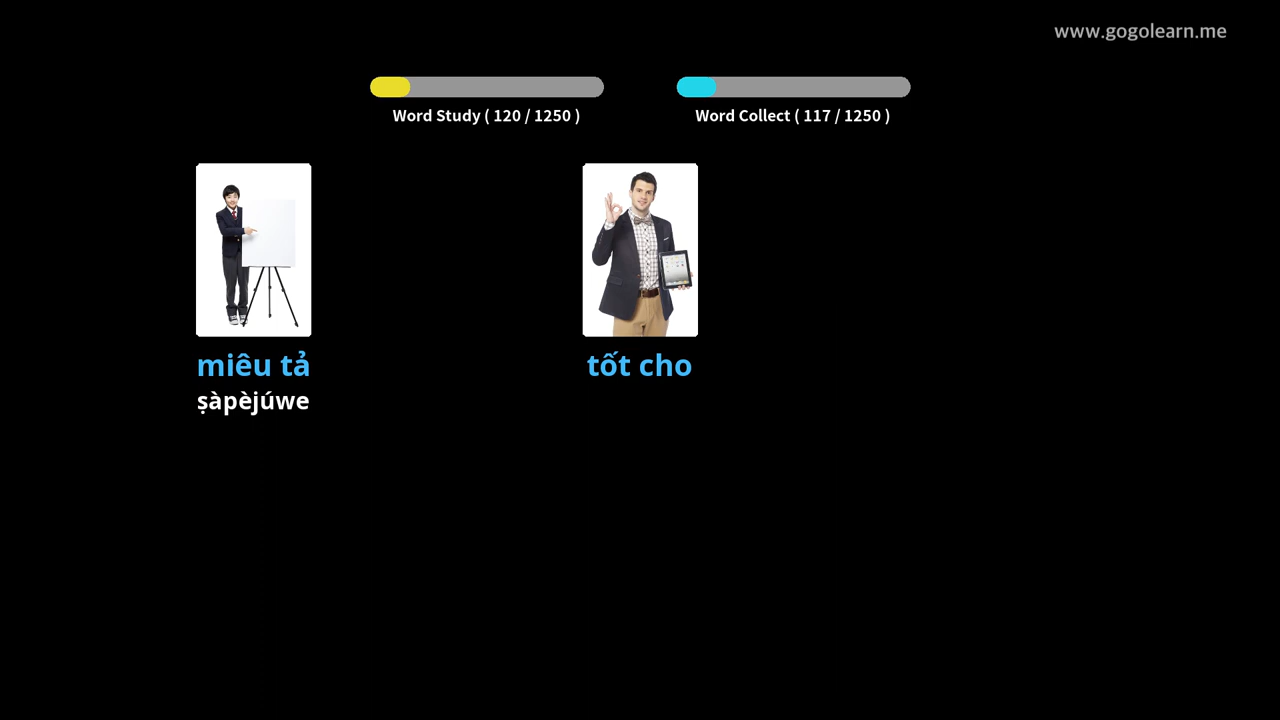 www.gogolearn.me
Word Study ( 120 / 1250 )
Word Collect ( 117 / 1250 )
miêu tả
ṣàpèjúwe
tốt cho